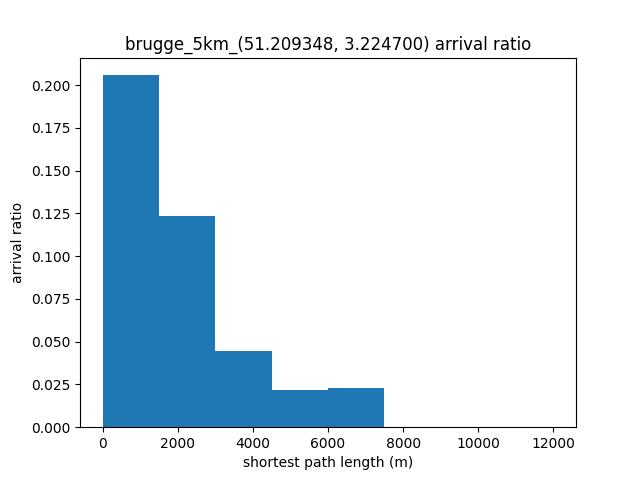 brugge_5km_(51.209348, 3.224700) arrival ratio
0.200
0.175
0.150
0.125
0.100
0.075
0.050
0.025
0.000
arrival ratio
0 2000 4000 6000 8000 10000 12000
shortest path length (m)